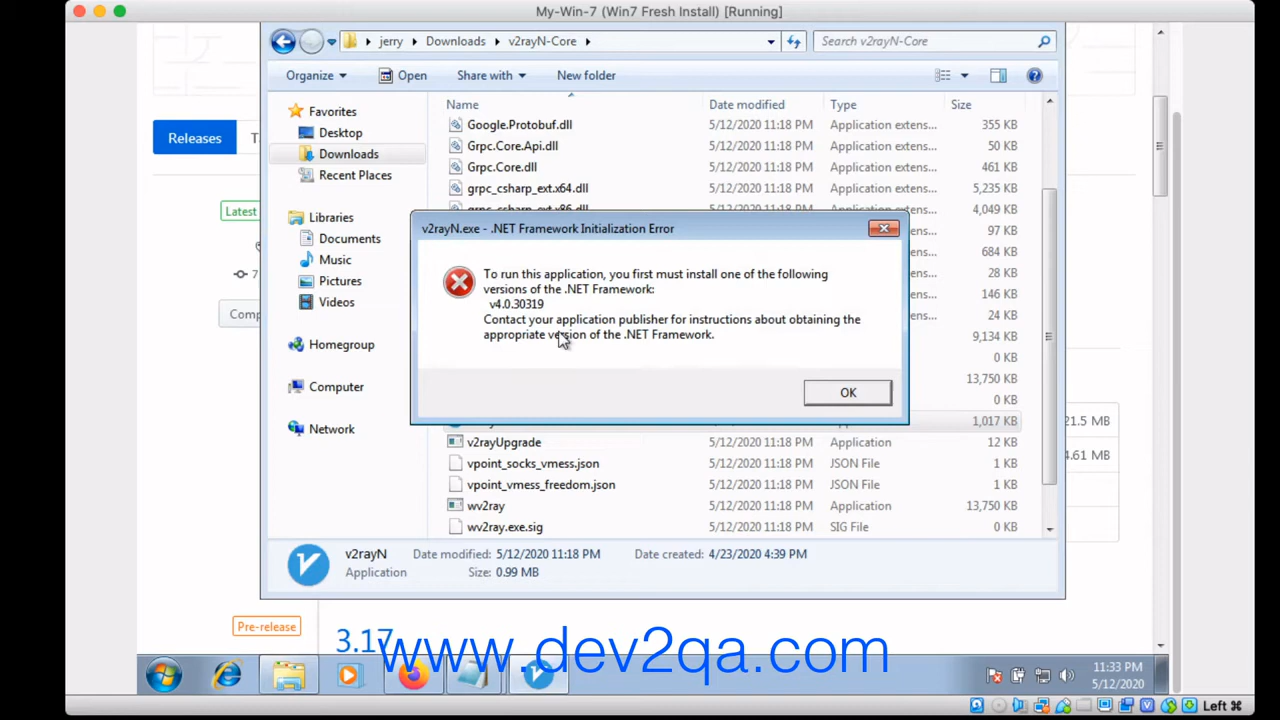 My-Win-7 (Win7 Fresh Install) [Running]
jerry Downloads v2rayN-Core
Search v2rayN-Core
Organize Open Share with New folder
Name Date modified Type Size
Favorites
Desktop
Downloads
Recent Places
Libraries
Documents
Music
Pictures
Videos
Homegroup
Computer
Network
Releases
Latest
7
Comp
Google.Protobuf.dll 5/12/2020 11:18 PM Application extens... 355 KB
Grpc.Core.Api.dll 5/12/2020 11:18 PM Application extens... 50 KB
Grpc.Core.dll 5/12/2020 11:18 PM Application extens... 461 KB
grpc_csharp_ext.x64.dll 5/12/2020 11:18 PM Application extens... 5,235 KB
4,049 KB
97 KB
684 KB
28 KB
146 KB
24 KB
9,134 KB
0 KB
13,750 KB
0 KB
1,017 KB
v2rayN.exe - .NET Framework Initialization Error
To run this application, you first must install one of the following
versions of the .NET Framework:
v4.0.30319
Contact your application publisher for instructions about obtaining the
appropriate version of the .NET Framework.
OK
21.5 MB
4.61 MB
v2rayUpgrade 5/12/2020 11:18 PM Application 12 KB
vpoint_socks_vmess.json 5/12/2020 11:18 PM JSON File 1 KB
vpoint_vmess_freedom.json 5/12/2020 11:18 PM JSON File 1 KB
wv2ray 5/12/2020 11:18 PM Application 13,750 KB
wv2ray.exe.sig 5/12/2020 11:18 PM SIG File 0 KB
v2rayN Date modified: 5/12/2020 11:18 PM Date created: 4/23/2020 4:39 PM
Application Size: 0.99 MB
Pre-release
3.17
www.dev2qa.com
11:33 PM
5/12/2020
Left ⌘